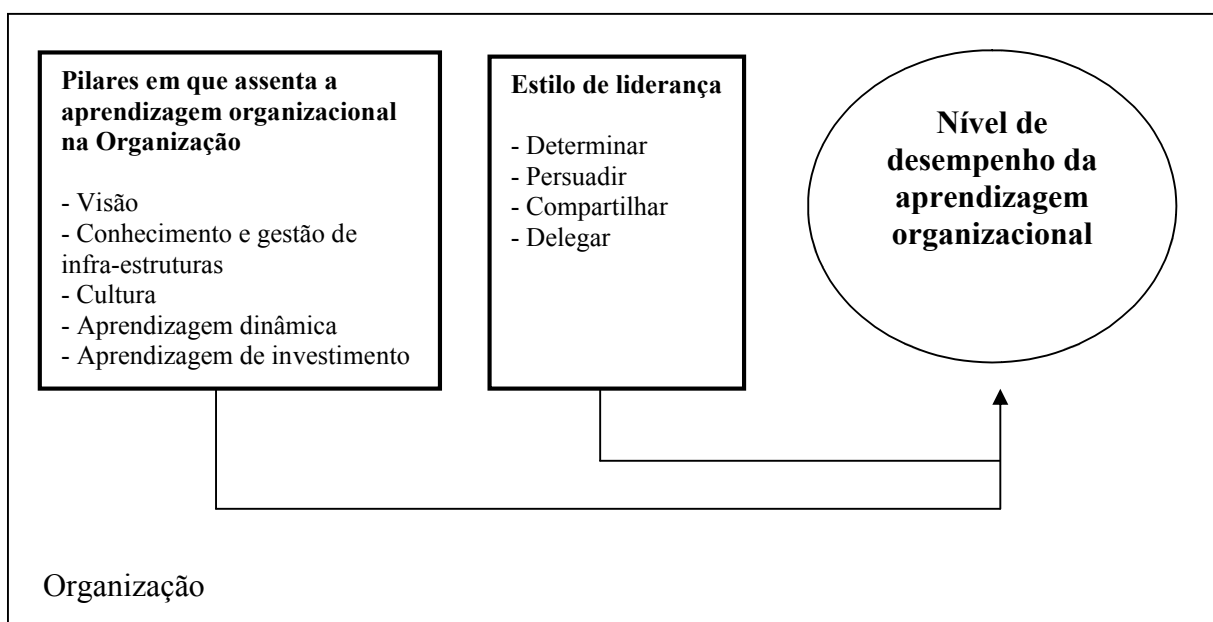 Pilares em que assenta a
aprendizagem organizacional
na Organização
- Visão
- Conhecimento e gestão de
infra-estruturas
- Cultura
- Aprendizagem dinâmica
- Aprendizagem de investimento
Estilo de liderança
- Determinar
- Persuadir
- Compartilhar
- Delegar
Nível de
desempenho da
aprendizagem
organizacional
Organização